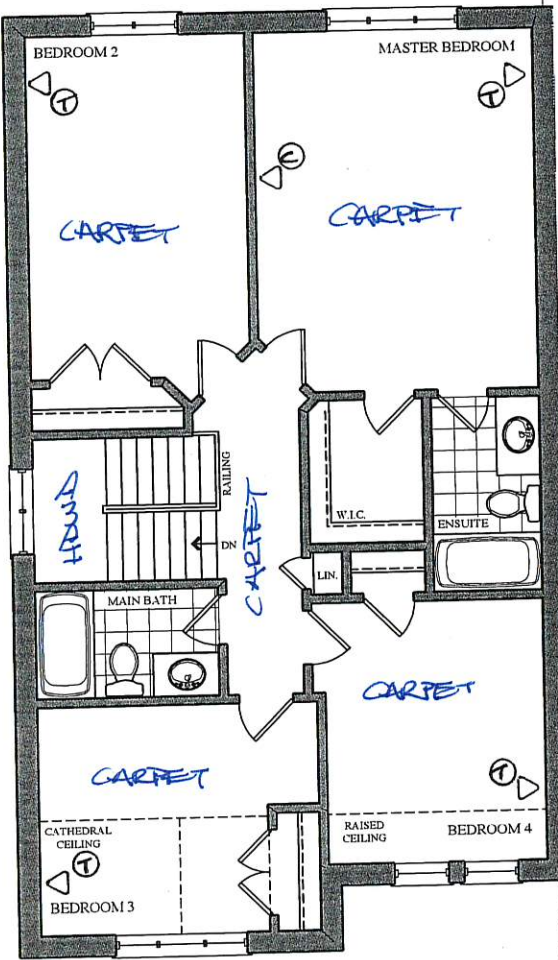 BEDROOM 2
MASTER BEDROOM
T
T
C
CARPET
CARPET
RAILING
HDWD
DN
CARPET
W.I.C.
ENSUITE
LIN.
MAIN BATH
CARPET
CARPET
T
CATHEDRAL
CEILING
RAISED
CEILING
BEDROOM 4
T
BEDROOM 3